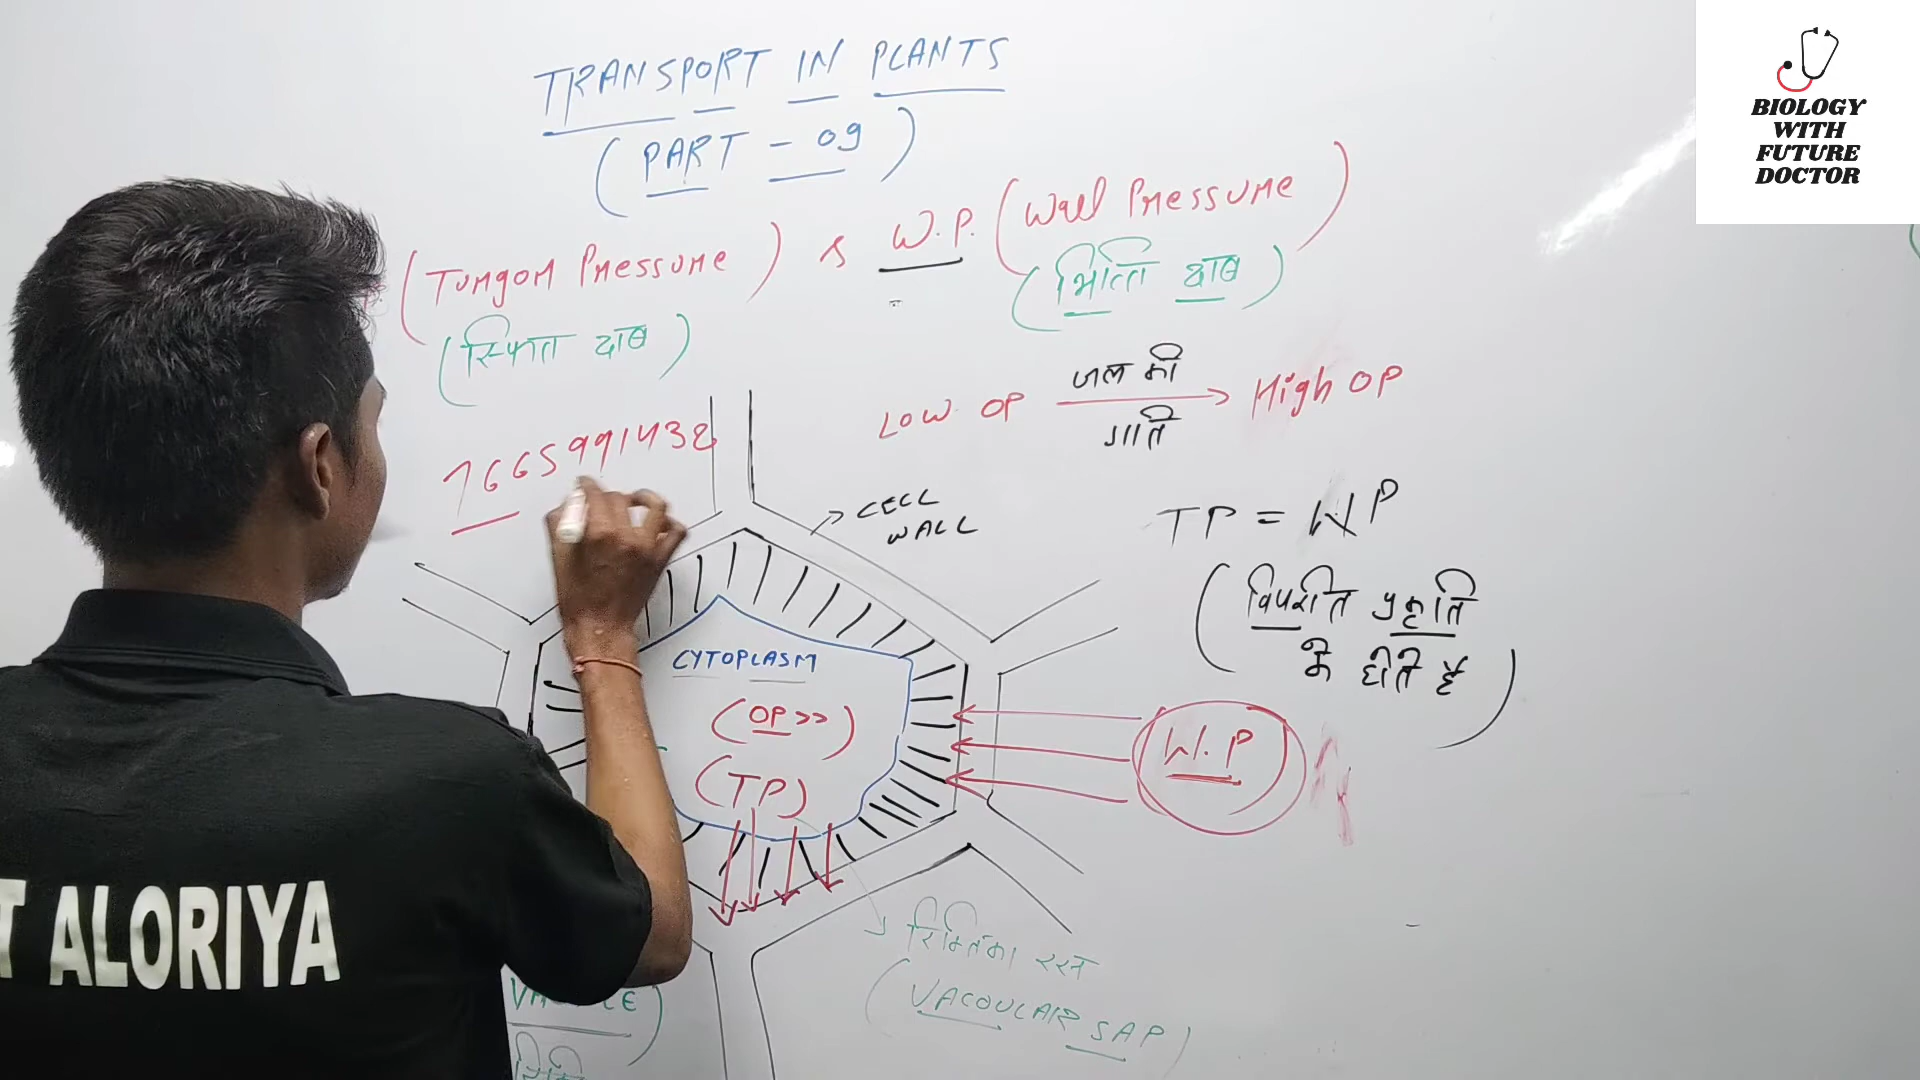 TRANSPORT IN PLANTS
(PART - 09)
(Turgor Pressure) & W.P. (Wall Pressure)
(स्फित दाब)
(भित्ति दाब)
LOW OP जल की गति High OP
7665991432
CELL
WALL
TP = WP
(विपरीत प्रकृति
के होते है)
CYTOPLASM
(OP >>)
(TP)
W.P
रिक्तिका रस
(VACOULAR SAP)
T ALORIYA
BIOLOGY
WITH
FUTURE
DOCTOR